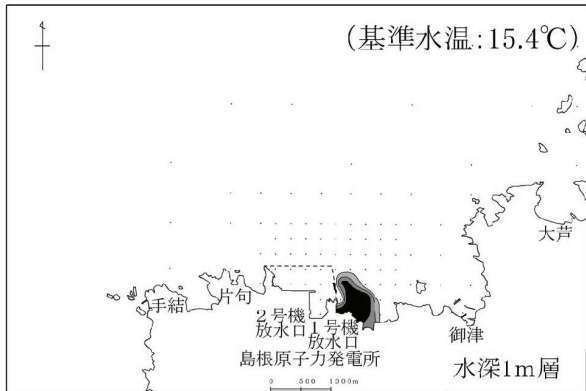 (基準水温:15.4℃)
大芦
手結
片句
2号機
放水口
1号機
放水口
御津
島根原子力発電所
水深1m層
0 500 1000m